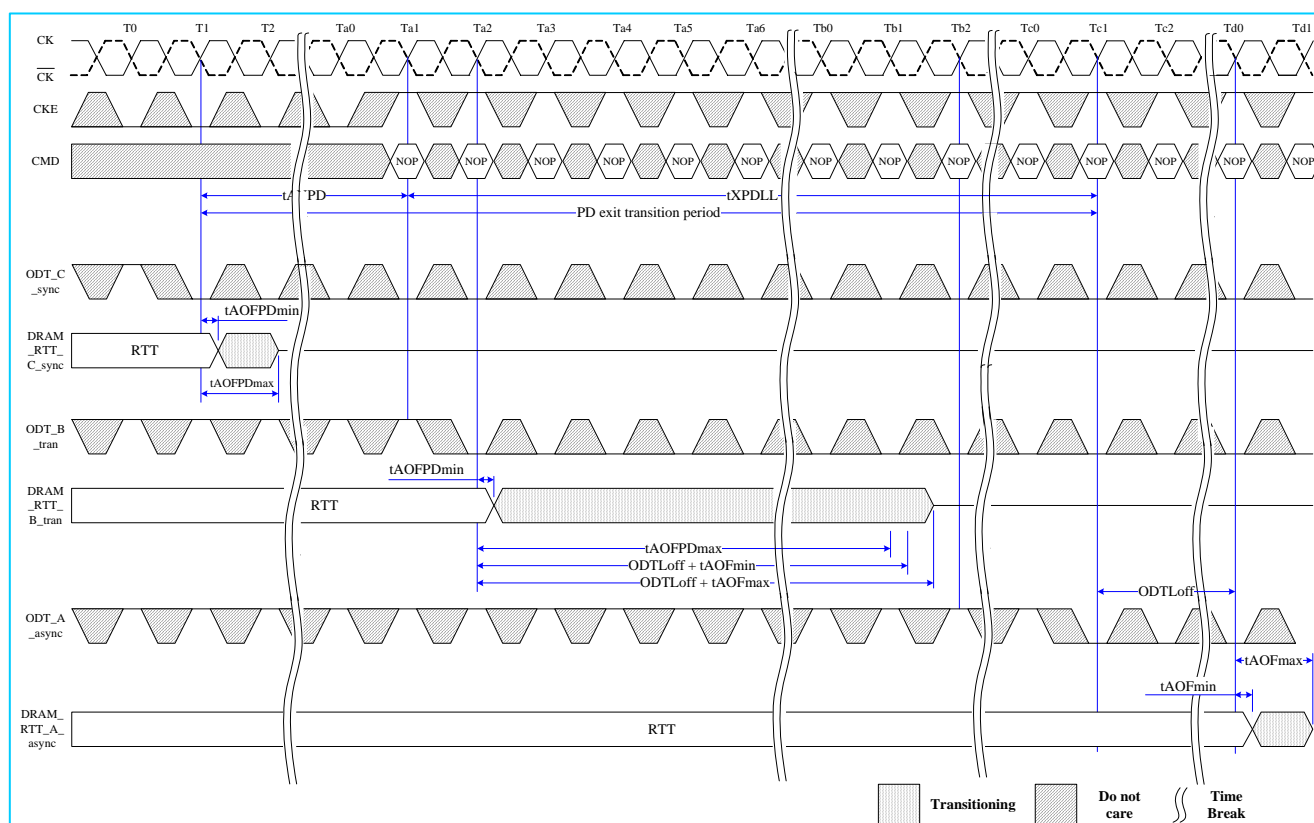 T0 T1 T2 Ta0 Ta1 Ta2 Ta3 Ta4 Ta5 Ta6 Tb0 Tb1 Tb2 Tc0 Tc1 Tc2 Td0 Td1
CK
CK
CKE
CMD
NOP NOP NOP NOP NOP NOP NOP NOP NOP NOP NOP NOP NOP NOP
tXPDLL
PD exit transition period
ODT_C
_sync
tAOFPDmin
DRAM
_RTT_
C_sync
RTT
tAOFPDmax
ODT_B
_tran
tAOFPDmin
DRAM
_RTT_
B_tran
RTT
tAOFPDmax
ODTLoff + tAOFmin
ODTLoff + tAOFmax
ODTLoff
ODT_A
_async
tAOFmax
tAOFmin
DRAM_
RTT_A_
async
RTT
Transitioning
Do not
care
Time
Break